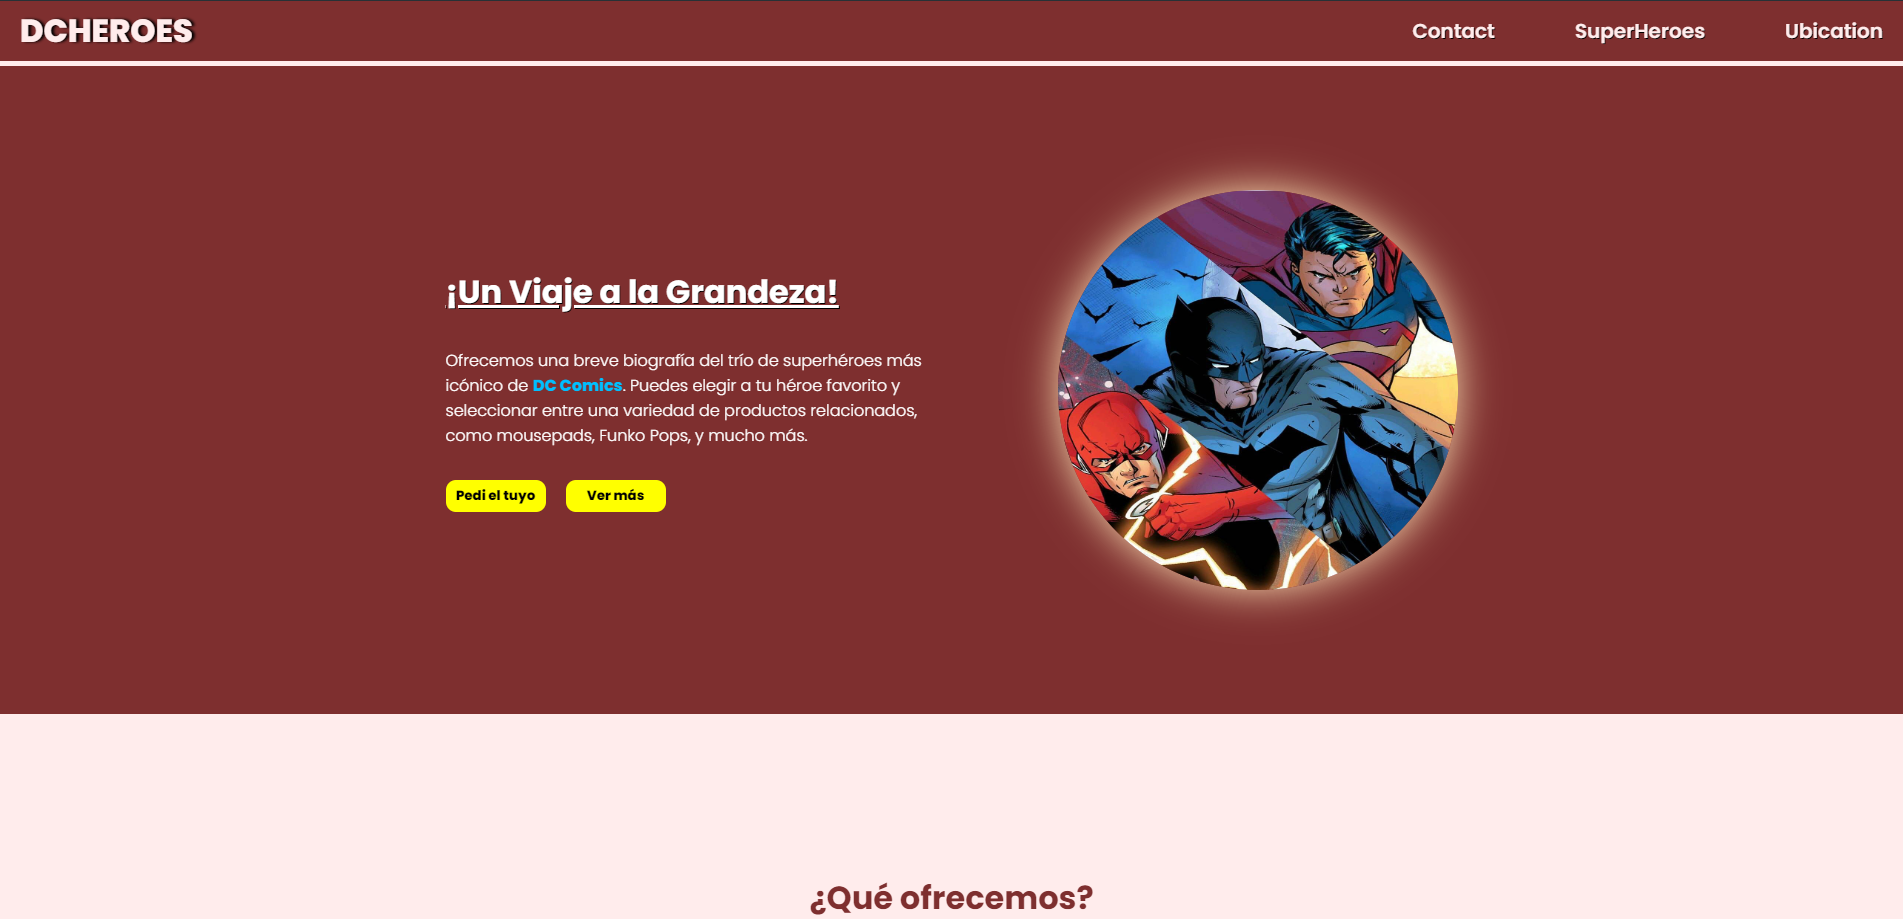 DCHEROES
Contact
SuperHeroes
Ubication
¡Un Viaje a la Grandeza!
Ofrecemos una breve biografía del trío de superhéroes más
icónico de DC Comics. Puedes elegir a tu héroe favorito y
seleccionar entre una variedad de productos relacionados,
como mousepads, Funko Pops, y mucho más.
Pedi el tuyo
Ver más
¿Qué ofrecemos?